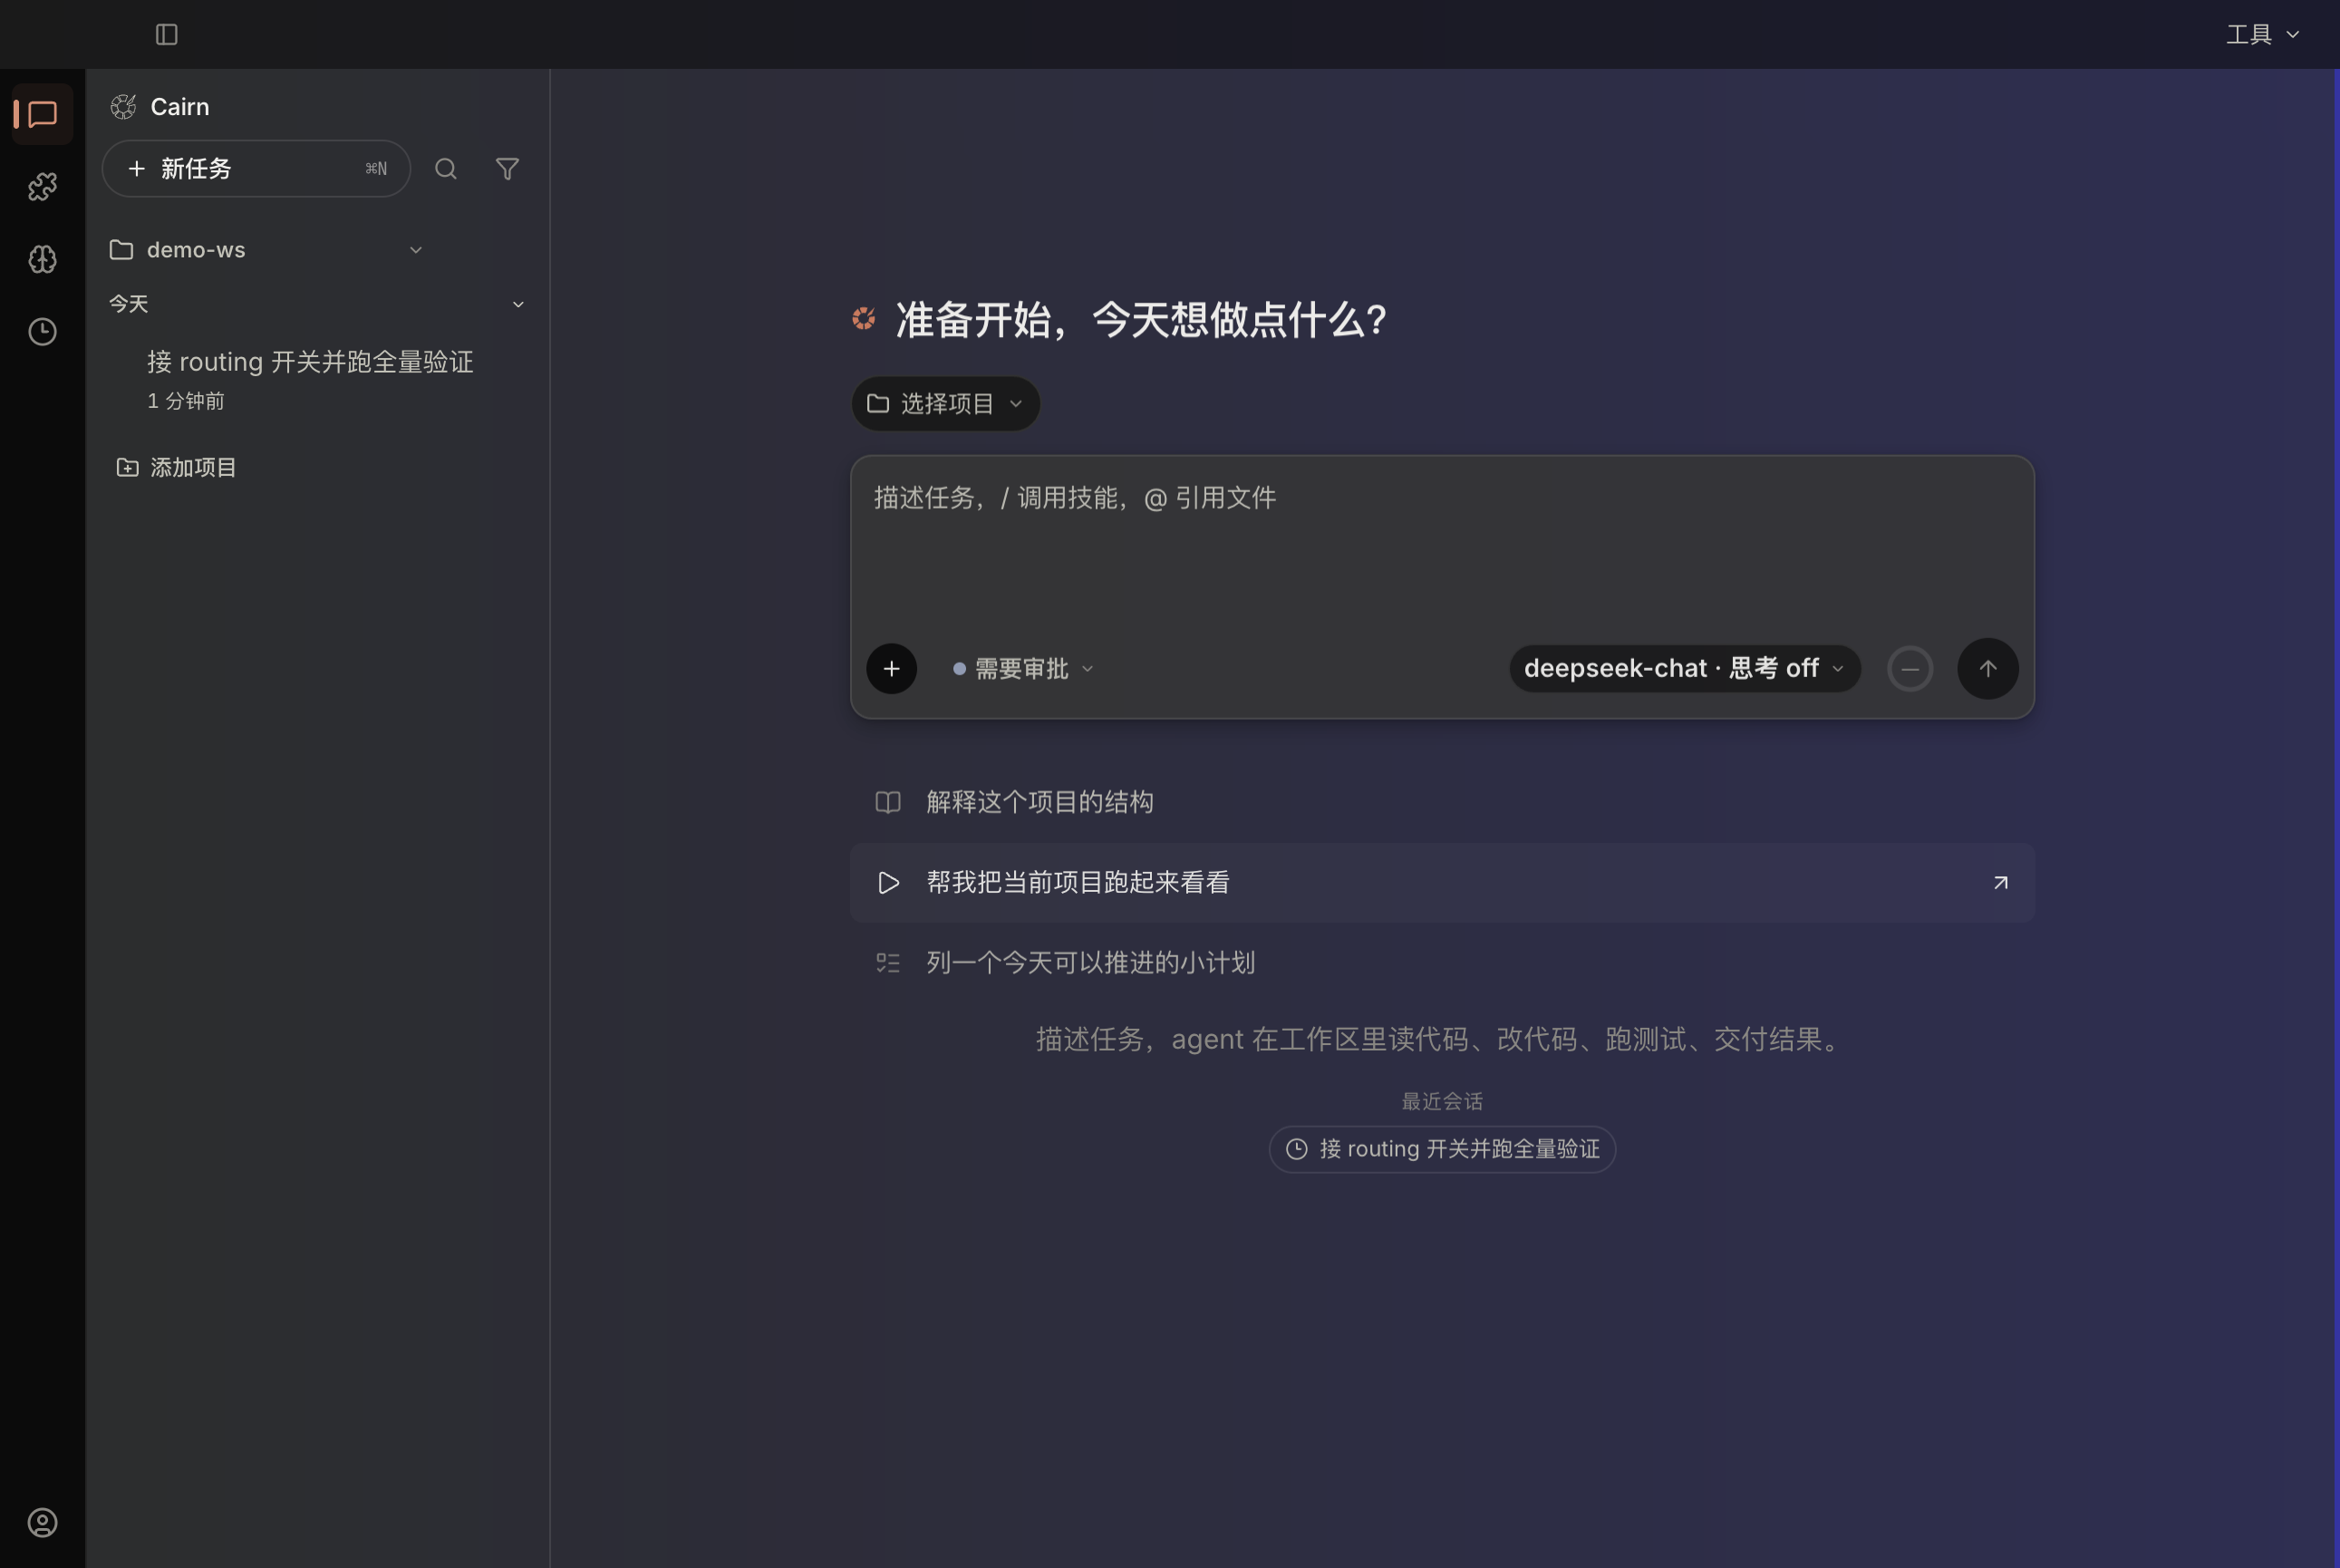 工具
Cairn
新任务 ⌘N
demo-ws
今天
接 routing 开关并跑全量验证
1 分钟前
添加项目
准备开始，今天想做点什么?
选择项目
描述任务，/ 调用技能，@ 引用文件
需要审批
deepseek-chat · 思考 off
解释这个项目的结构
帮我把当前项目跑起来看看
列一个今天可以推进的小计划
描述任务，agent 在工作区里读代码、改代码、跑测试、交付结果。
最近会话
接 routing 开关并跑全量验证